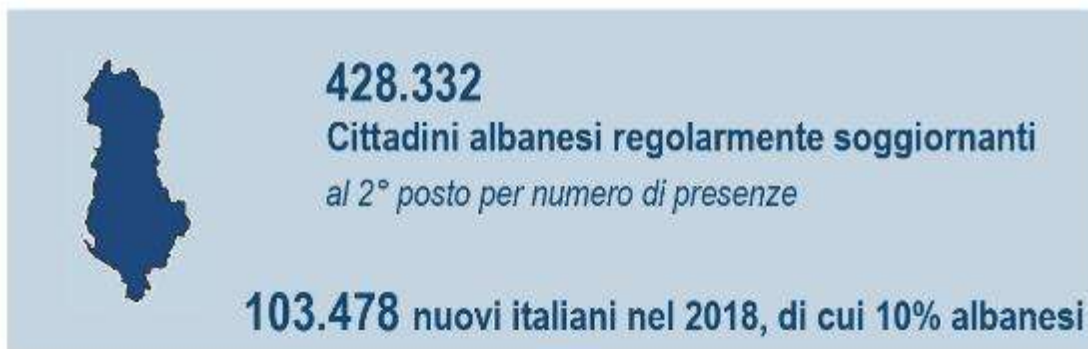 428.332
Cittadini albanesi regolarmente soggiornanti
al 2° posto per numero di presenze
103.478 nuovi italiani nel 2018, di cui 10% albanesi